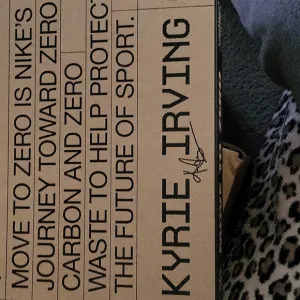 MOVE TO ZERO IS NIKE'S
JOURNEY TOWARD ZERO
CARBON AND ZERO
WASTE TO HELP PROTECT
THE FUTURE OF SPORT.
KYRIE IRVING